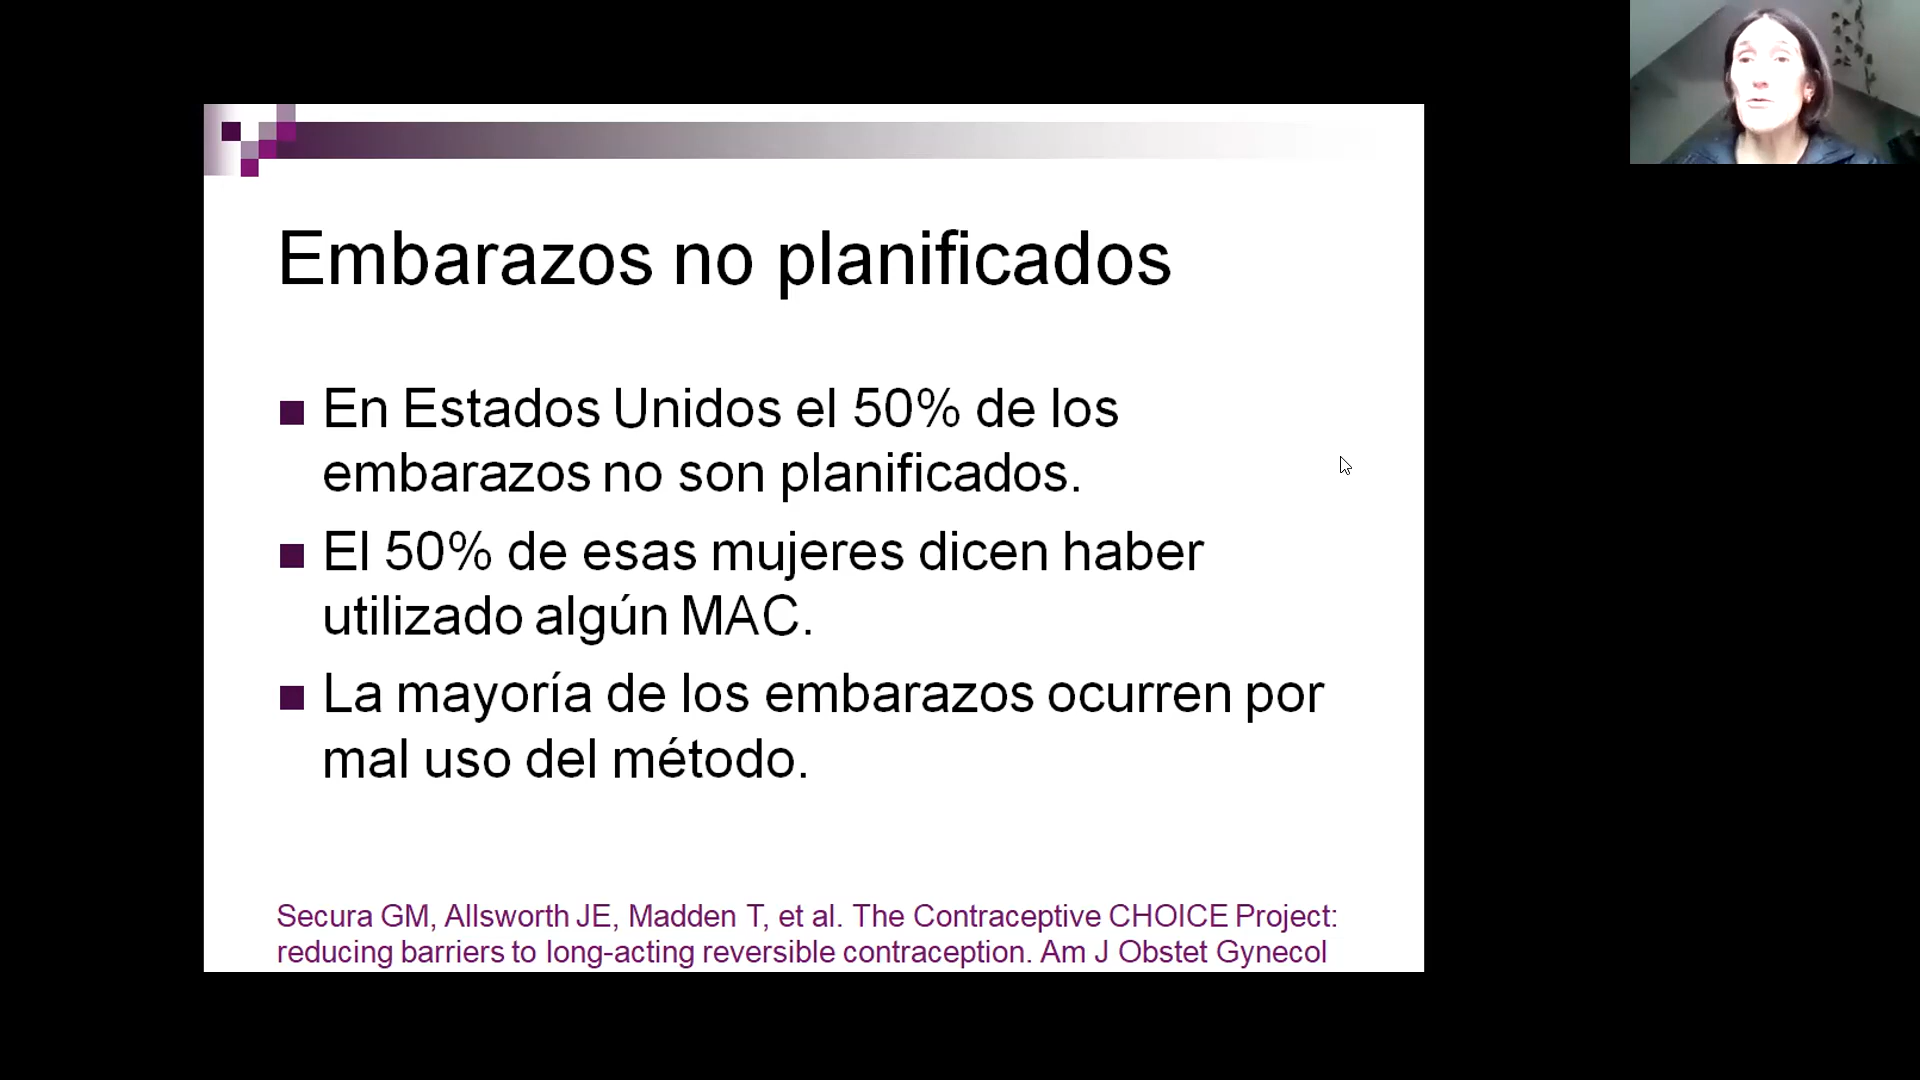 Embarazos no planificados
En Estados Unidos el 50% de los
embarazos no son planificados.
El 50% de esas mujeres dicen haber
utilizado algún MAC.
La mayoría de los embarazos ocurren por
mal uso del método.
Secura GM, Allsworth JE, Madden T, et al. The Contraceptive CHOICE Project:
reducing barriers to long-acting reversible contraception. Am J Obstet Gynecol